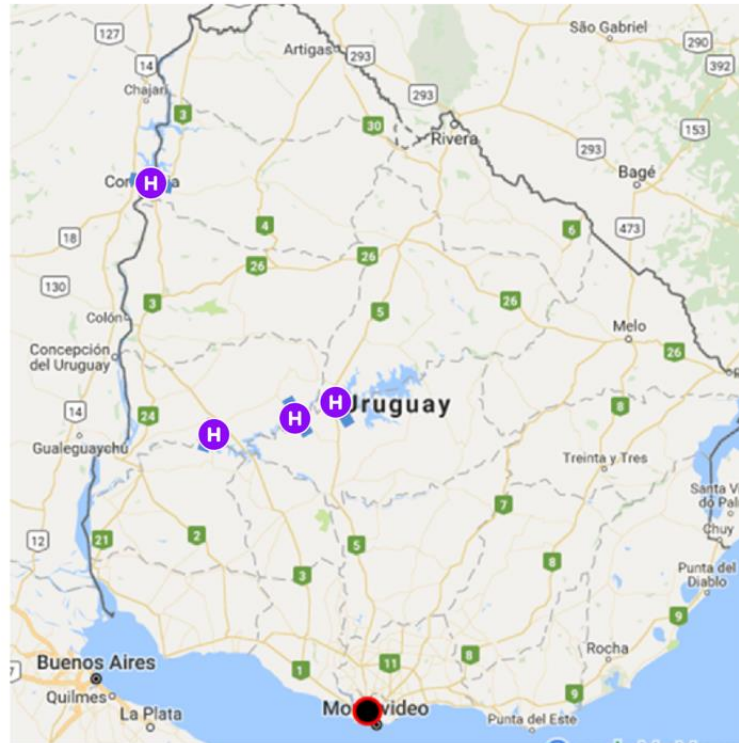 São Gabriel
127
290
Artigas
293
14
392
Chajarí
293
3
30
153
Rivera
293
H
Bagé
4
6
473
18
26
26
130
3
5
26
Colón
Melo
Concepción
del Uruguay
26
H
Uruguay
14
24
H
8
H
Gualeguaychú
Treinta y Tres
7
12
21
2
5
Chuy
3
8
Punta del
Diablo
9
Rocha
Buenos Aires
1
11
8
9
Quilmes
La Plata
Punta del Este